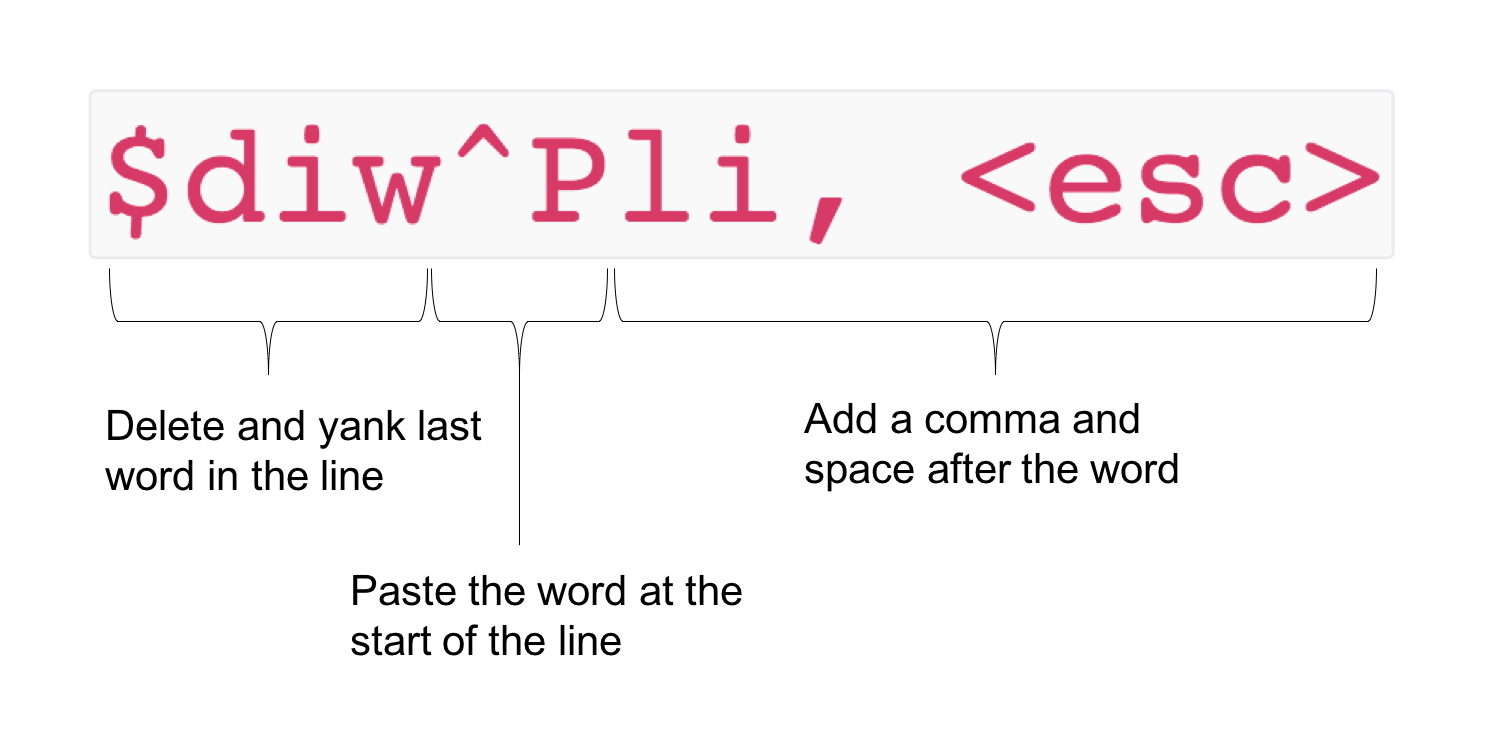 $diw^Pli, <esc>
Delete and yank last
word in the line
Add a comma and
space after the word
Paste the word at the
start of the line